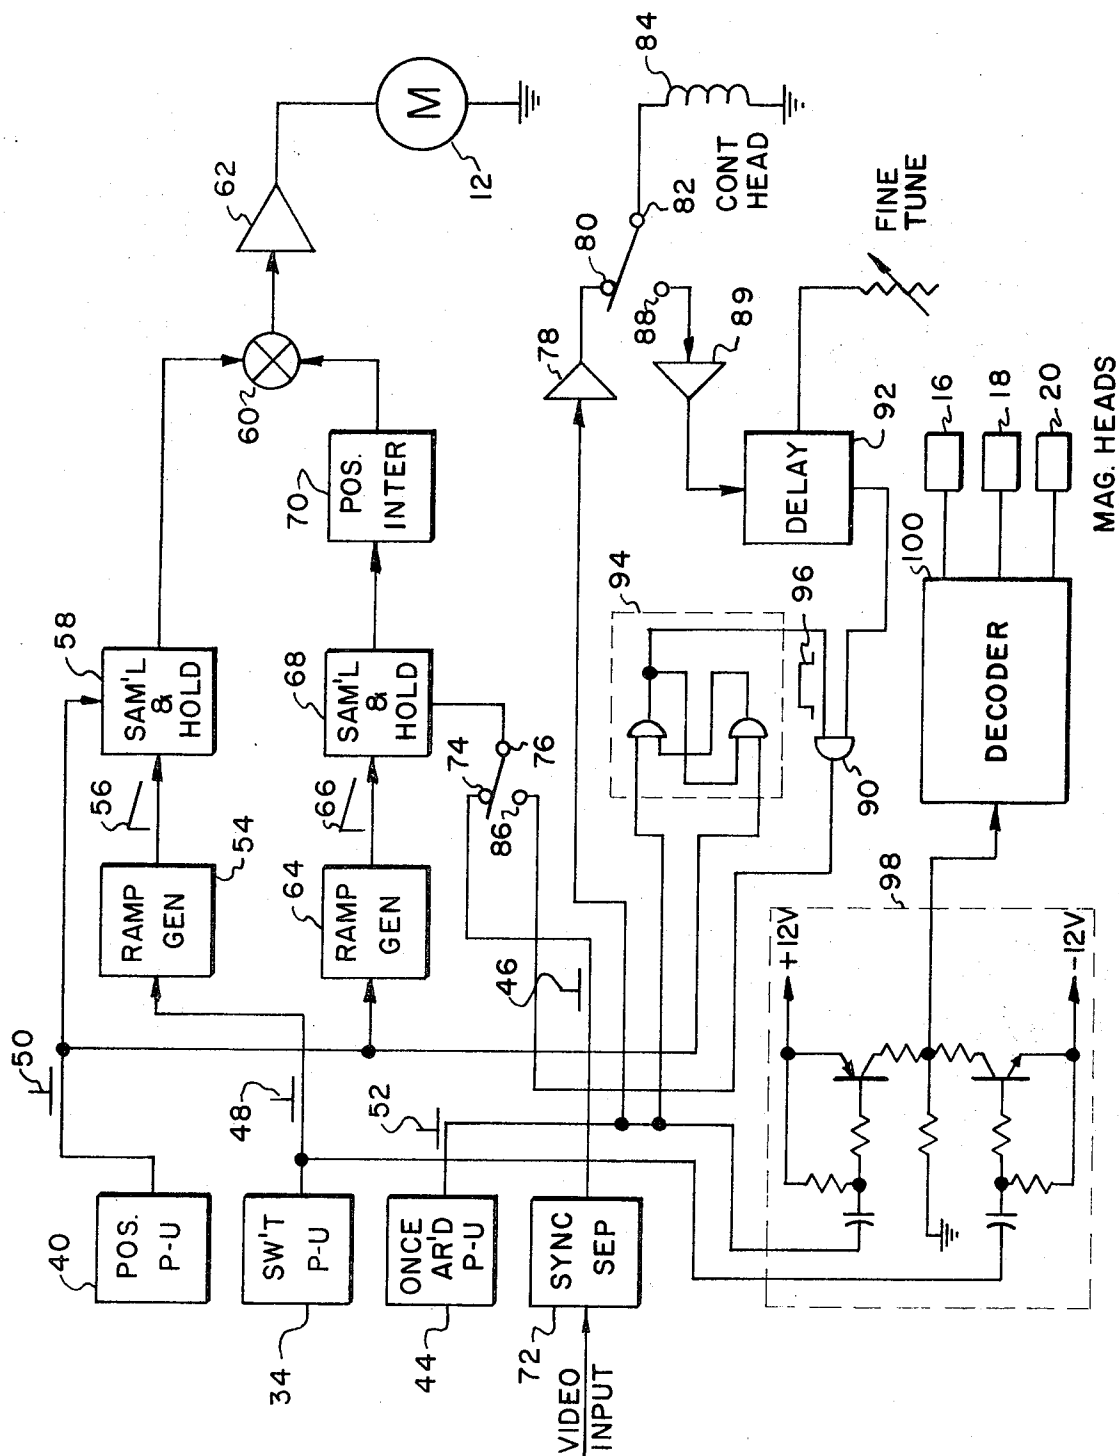 40
POS.
P-U
50
34
SW'T
P-U
48
44
ONCE
AR'D
P-U
52
72
SYNC
SEP
VIDEO
INPUT
46
RAMP
GEN
54
56
58
SAM'L
&
HOLD
64
RAMP
GEN
66
68
SAM'L
&
HOLD
70
POS.
INTER
60
62
M
12
74
76
86
78
80
82
84
CONT
HEAD
88
89
DELAY
92
FINE
TUNE
94
96
90
98
+12V
-12V
100
DECODER
16
18
20
MAG. HEADS